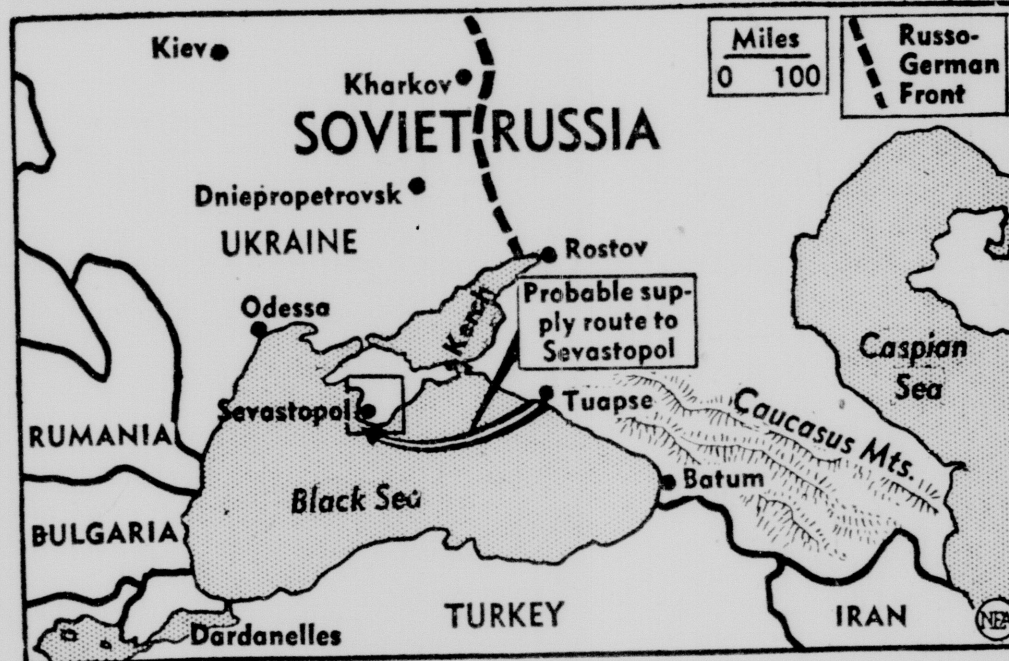 Kiev
Miles
0 100
Russo-
German
Front
Kharkov
SOVIET RUSSIA
Dniepropetrovsk
UKRAINE
Rostov
Probable sup-
ply route to
Sevastopol
Odessa
Kerch
Caspian
Sea
Sevastopol
Tuapse
Caucasus Mts.
RUMANIA
Batum
Black Sea
BULGARIA
TURKEY
IRAN
NEA
Dardanelles